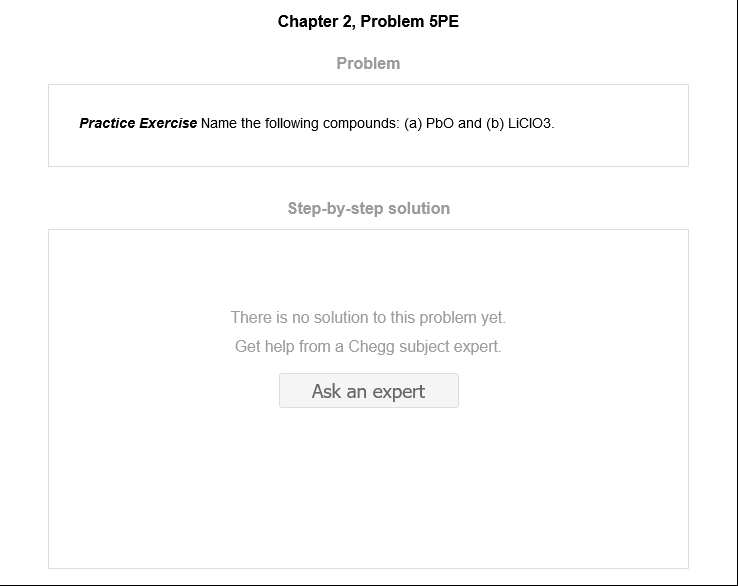 Chapter 2, Problem 5PE
Problem
Practice Exercise Name the following compounds: (a) PbO and (b) LiClO3.
Step-by-step solution
There is no solution to this problem yet.
Get help from a Chegg subject expert.
Ask an expert